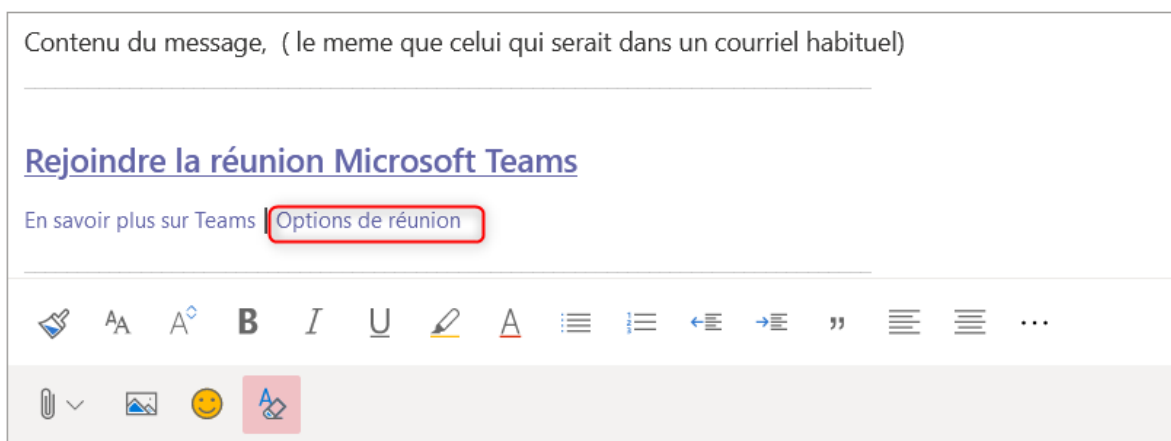 Contenu du message, ( le meme que celui qui serait dans un courriel habituel)
Rejoindre la réunion Microsoft Teams
En savoir plus sur Teams | Options de réunion